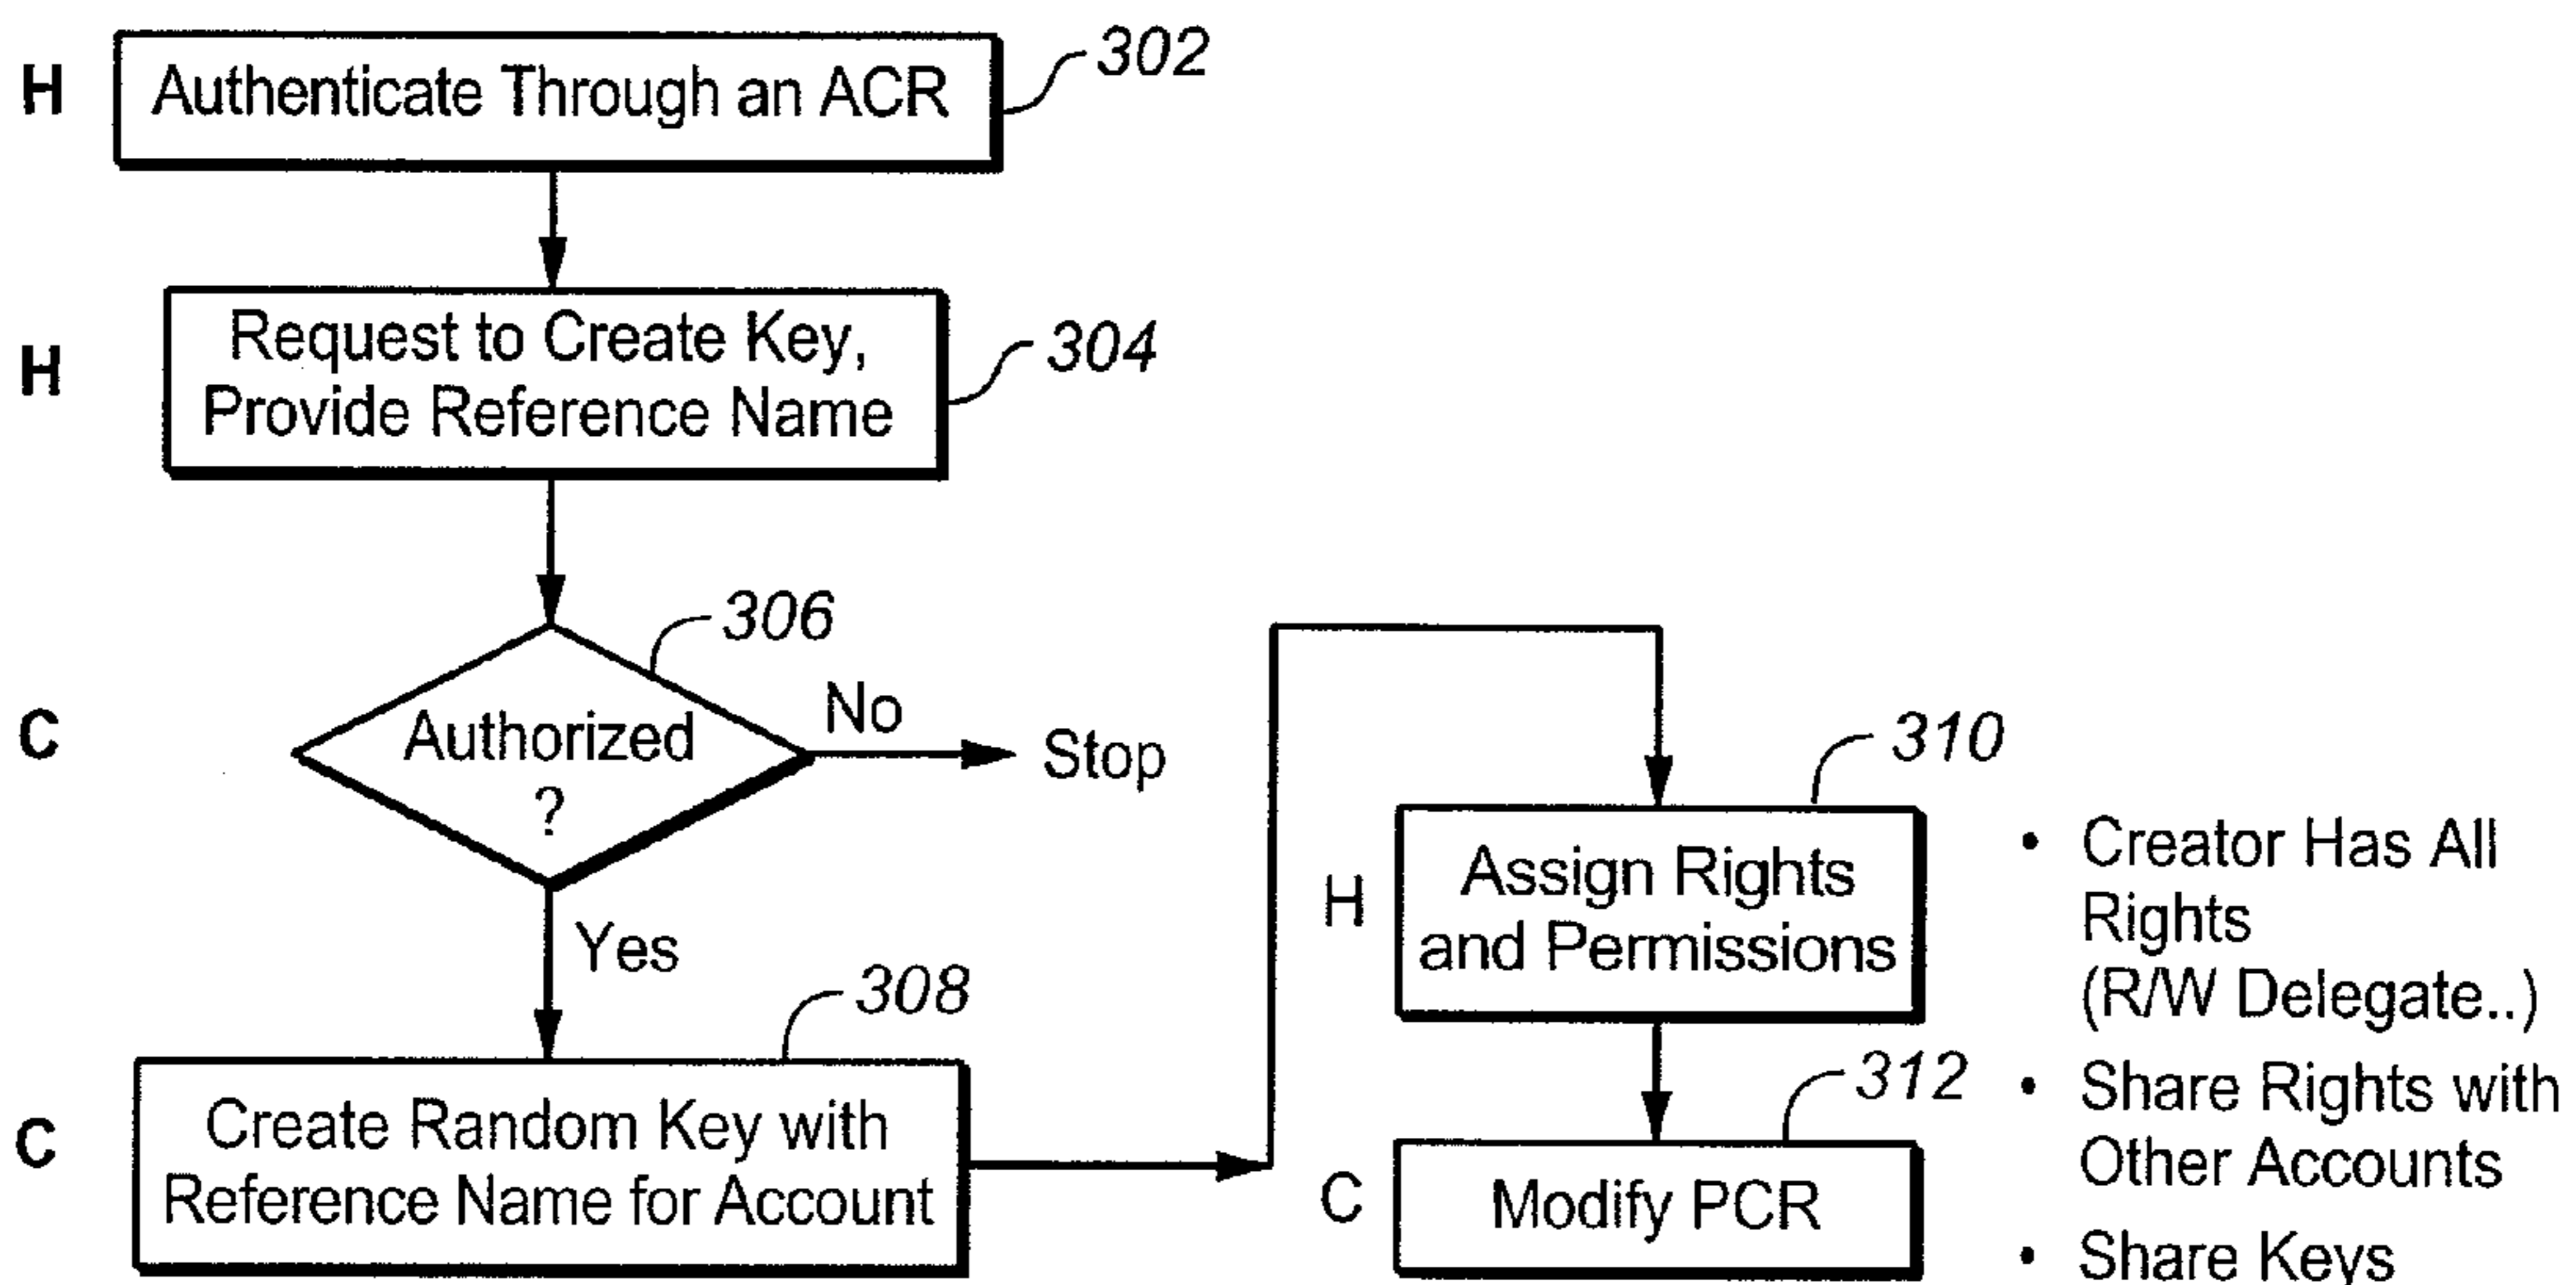 H
Authenticate Through an ACR
302
H
Request to Create Key,
Provide Reference Name
304
C
Authorized
?
306
No
Stop
Yes
C
Create Random Key with
Reference Name for Account
308
H
Assign Rights
and Permissions
310
C
Modify PCR
312
• Creator Has All
Rights
(R/W Delegate..)
• Share Rights with
Other Accounts
• Share Keys